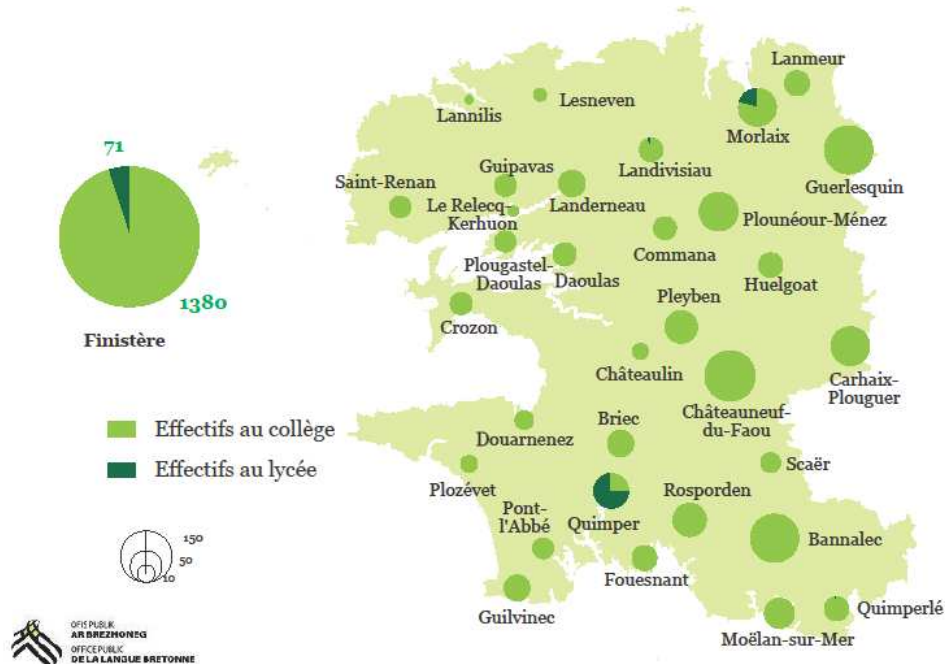 Lanmeur
Lesneven
Lannilis
Morlaix
71
Guipavas
Landivisiau
Guerlesquin
Saint-Renan
Le Relecq-
Kerhuon
Landerneau
Plounéour-Ménez
Commana
Plougastel-
Daoulas
Daoulas
Huelgoat
1380
Pleyben
Crozon
Finistère
Châteaulin
Carhaix-
Plouguer
Châteauneuf-
du-Faou
Briec
Effectifs au collège
Douarnenez
Effectifs au lycée
Scaër
Plozévet
Rosporden
Pont-
l'Abbé
Quimper
150
50
10
Bannalec
Fouesnant
Guilvinec
Quimperlé
Moëlan-sur-Mer
OFIS PUBLIK
AR BREZHONEG
OFFICE PUBLIC
DE LA LANGUE BRETONNE